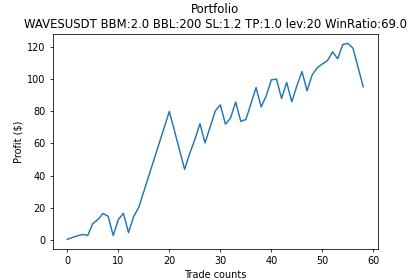 Portfolio
WAVESUSDT BBM:2.0 BBL:200 SL:1.2 TP:1.0 lev:20 WinRatio:69.0
120
100
80
60
40
20
0
Profit ($)
0 10 20 30 40 50 60
Trade counts